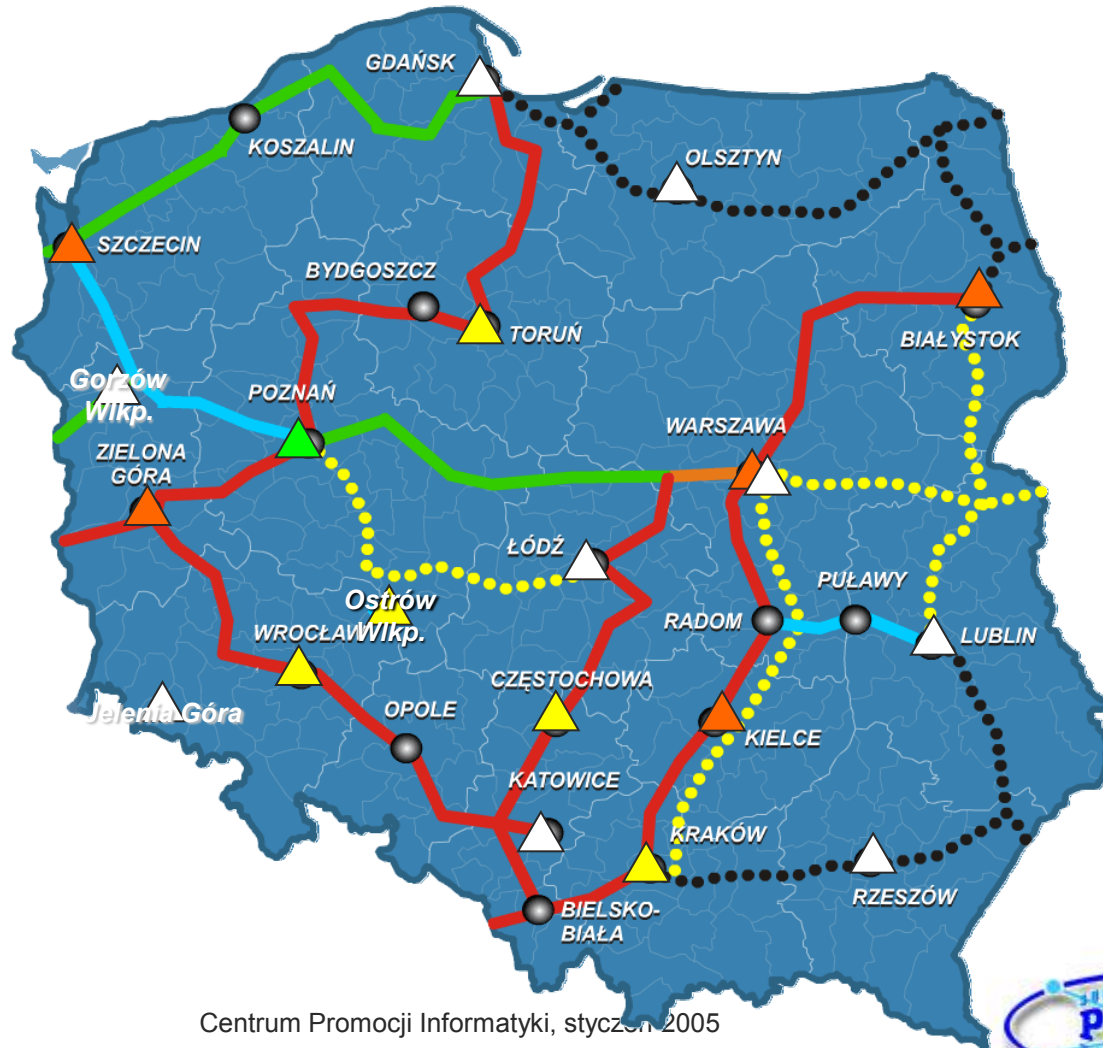 GDAŃSK
KOSZALIN
OLSZTYN
SZCZECIN
BYDGOSZCZ
TORUŃ
BIAŁYSTOK
Gorzów
Wlkp.
POZNAŃ
WARSZAWA
ZIELONA
GÓRA
ŁÓDŹ
PUŁAWY
Ostrów
Wlkp.
WROCŁAW
RADOM
LUBLIN
CZĘSTOCHOWA
Jelenia Góra
OPOLE
KIELCE
KATOWICE
KRAKÓW
RZESZÓW
BIELSKO-
BIAŁA
Centrum Promocji Informatyki, styczeń 2005